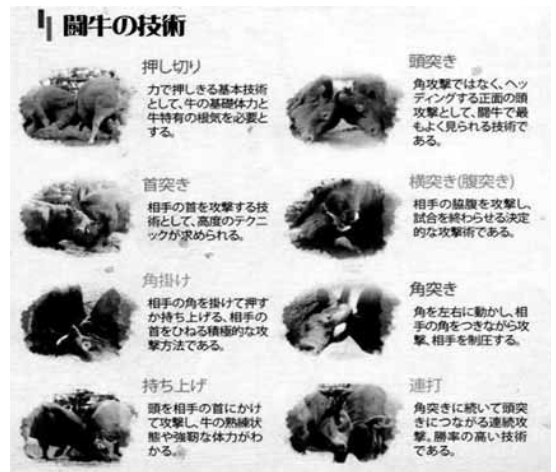 闘牛の技術
押し切り
力で押しきる基本技術
として、牛の基礎体力と
牛特有の根気を必要と
する。
頭突き
角攻撃ではなく、ヘッ
ディングする正面の頭
攻撃として、闘牛で最
もよく見られる技術で
ある。
首突き
相手の首を攻撃する技
術として、高度のテクニ
ックが求められる。
横突き(腹突き)
相手の脇腹を攻撃し、
試合を終わらせる決定
的な攻撃術である。
角掛け
相手の角を掛けて押す
か持ち上げる、相手の
首をひねる積極的な攻
撃方法である。
角突き
角を左右に動かし、相
手の角をつきながら攻
撃、相手を制圧する。
持ち上げ
頭を相手の首にかけ
て攻撃し、牛の熟練状
態や強靭な体力がわ
かる。
連打
角突きに続いて頭突
きにつながる連続攻
撃。勝率の高い技術
である。